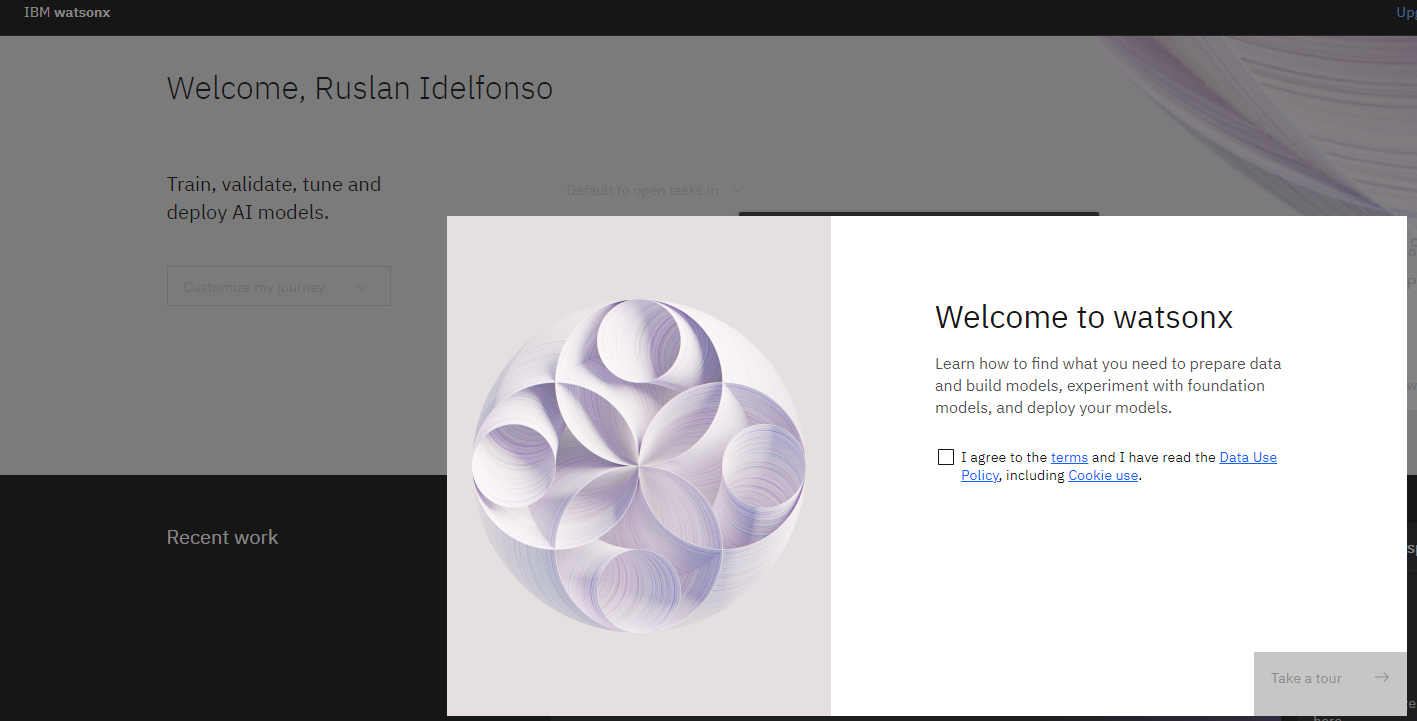 IBM watsonx
Welcome, Ruslan Idelfonso
Train, validate, tune and
deploy AI models.
Default to open tasks in
Customize my journey
Welcome to watsonx
Learn how to find what you need to prepare data
and build models, experiment with foundation
models, and deploy your models.
I agree to the terms and I have read the Data Use
Policy, including Cookie use.
Recent work
Take a tour
here